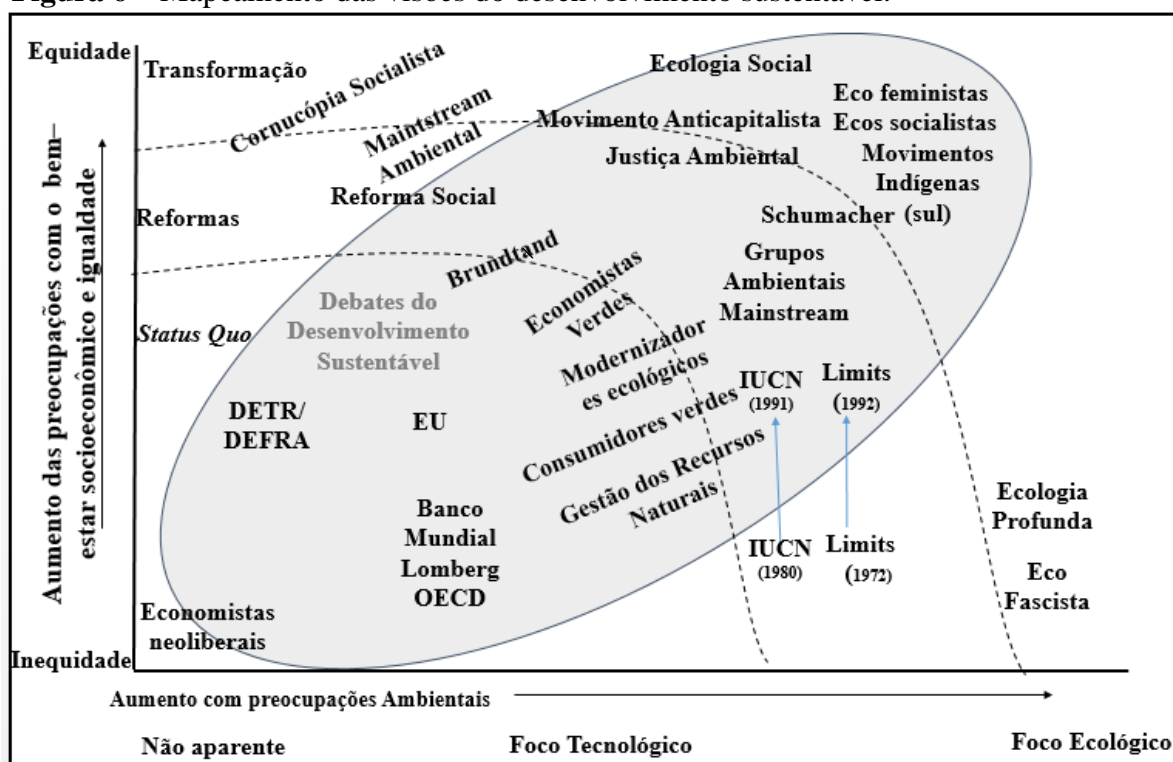 Figura 6 – Mapeamento das visões do desenvolvimento sustentável.
Equidade
Transformação
Cornucópia Socialista
Maintstream
Ambiental
Ecologia Social
Eco feministas
Ecos socialistas
Movimentos
Indígenas
Movimento Anticapitalista
Justiça Ambiental
Reforma Social
Reformas
Schumacher (sul)
Brundtand
Grupos
Ambientais
Mainstream
Economistas
Verdes
Debates do
Desenvolvimento
Sustentável
Status Quo
Modernizador
es ecológicos
IUCN
(1991)
Limits
(1992)
DETR/
DEFRA
EU
Consumidores verdes
Gestão dos Recursos
Naturais
Banco
Mundial
Lomberg
OECD
IUCN
(1980)
Limits
(1972)
Ecologia
Profunda
Eco
Fascista
Economistas
neoliberais
Inequidade
Aumento das preocupações com o bem–
estar socioeconômico e igualdade
Aumento com preocupações Ambientais
Não aparente
Foco Tecnológico
Foco Ecológico